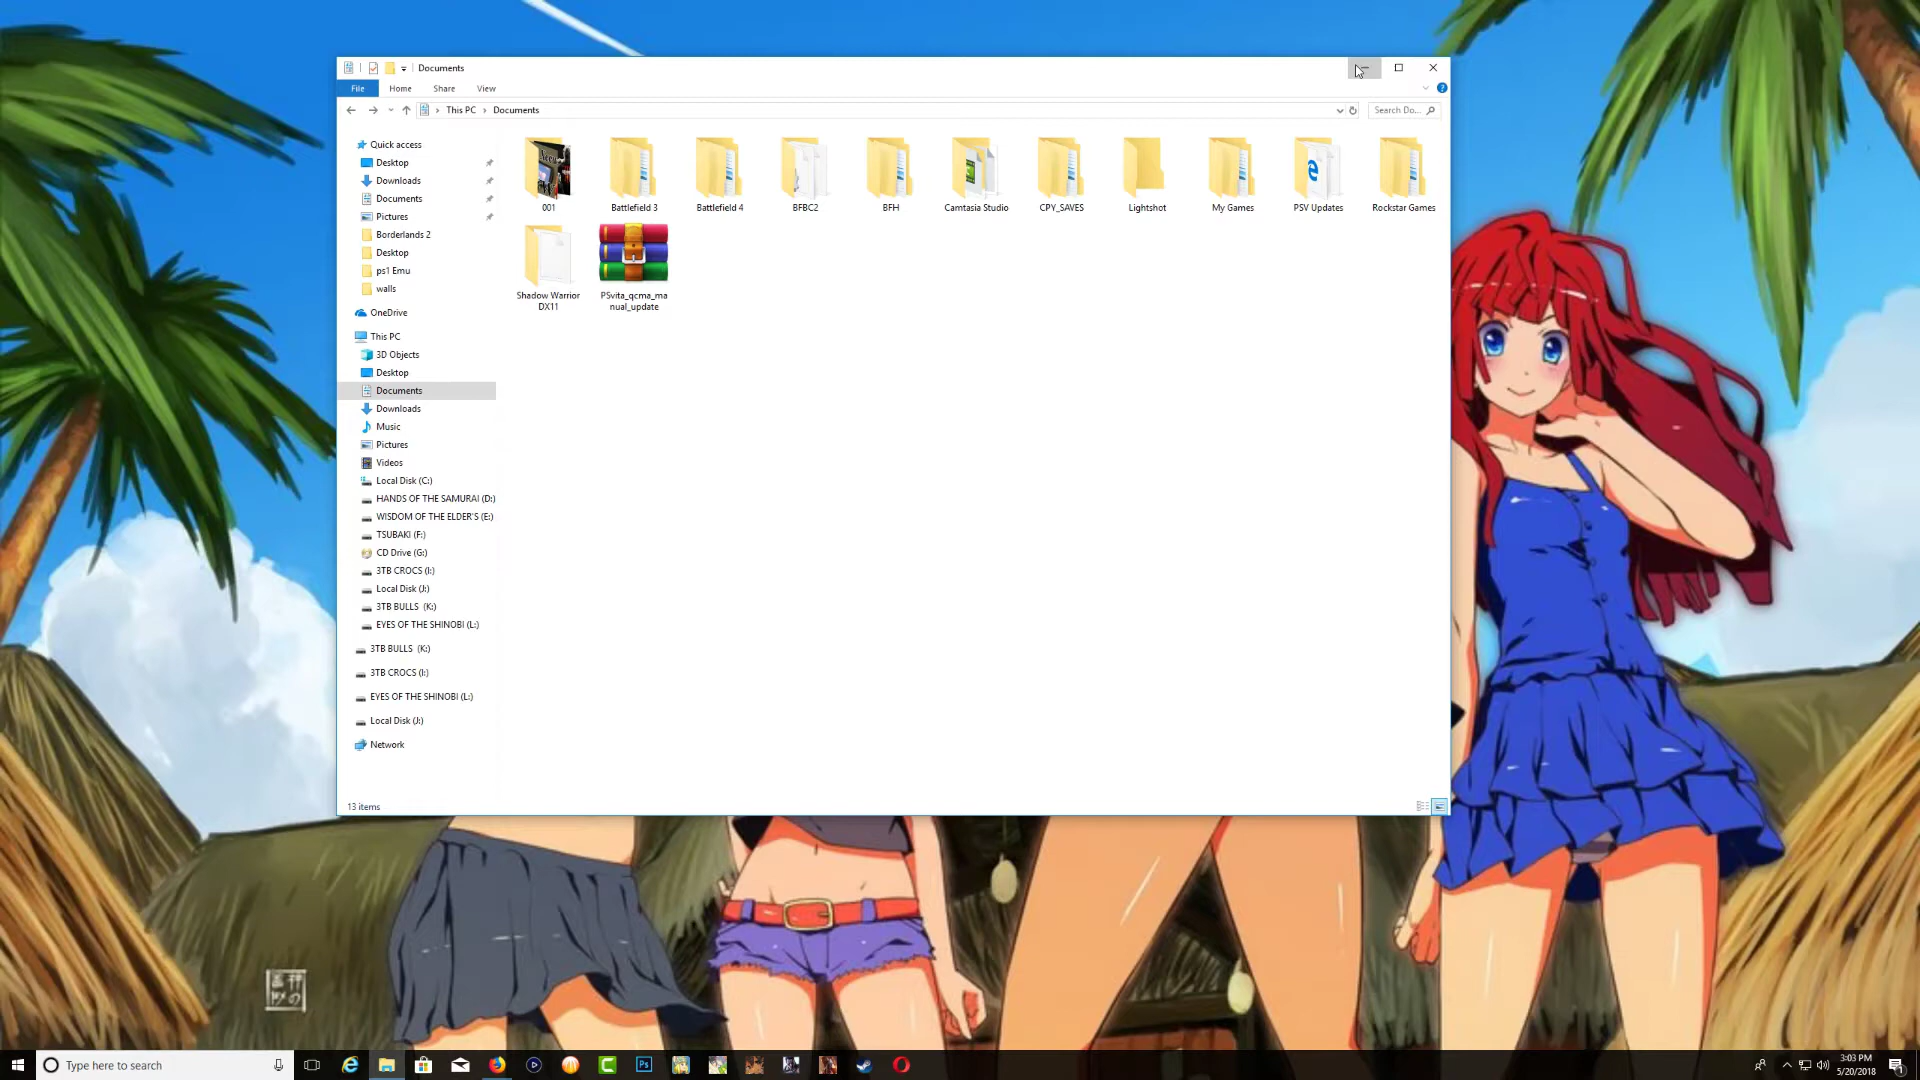 Documents
File Home Share View
This PC Documents
Search Do...
Quick access
Desktop
Downloads
Documents
Pictures
Borderlands 2
Desktop
ps1 Emu
walls
OneDrive
This PC
3D Objects
Desktop
Documents
Downloads
Music
Pictures
Videos
Local Disk (C:)
HANDS OF THE SAMURAI (D:)
WISDOM OF THE ELDER'S (E:)
TSUBAKI (F:)
CD Drive (G:)
3TB CROCS (I:)
Local Disk (J:)
3TB BULLS (K:)
EYES OF THE SHINOBI (L:)
3TB BULLS (K:)
3TB CROCS (I:)
EYES OF THE SHINOBI (L:)
Local Disk (J:)
Network
001 Battlefield 3 Battlefield 4 BFBC2 BFH Camtasia Studio CPY_SAVES Lightshot My Games PSV Updates Rockstar Games
Shadow Warrior
DX11
PSvita_qcma_ma
nual_update
13 items
Type here to search
Ps
3:03 PM
5/20/2018